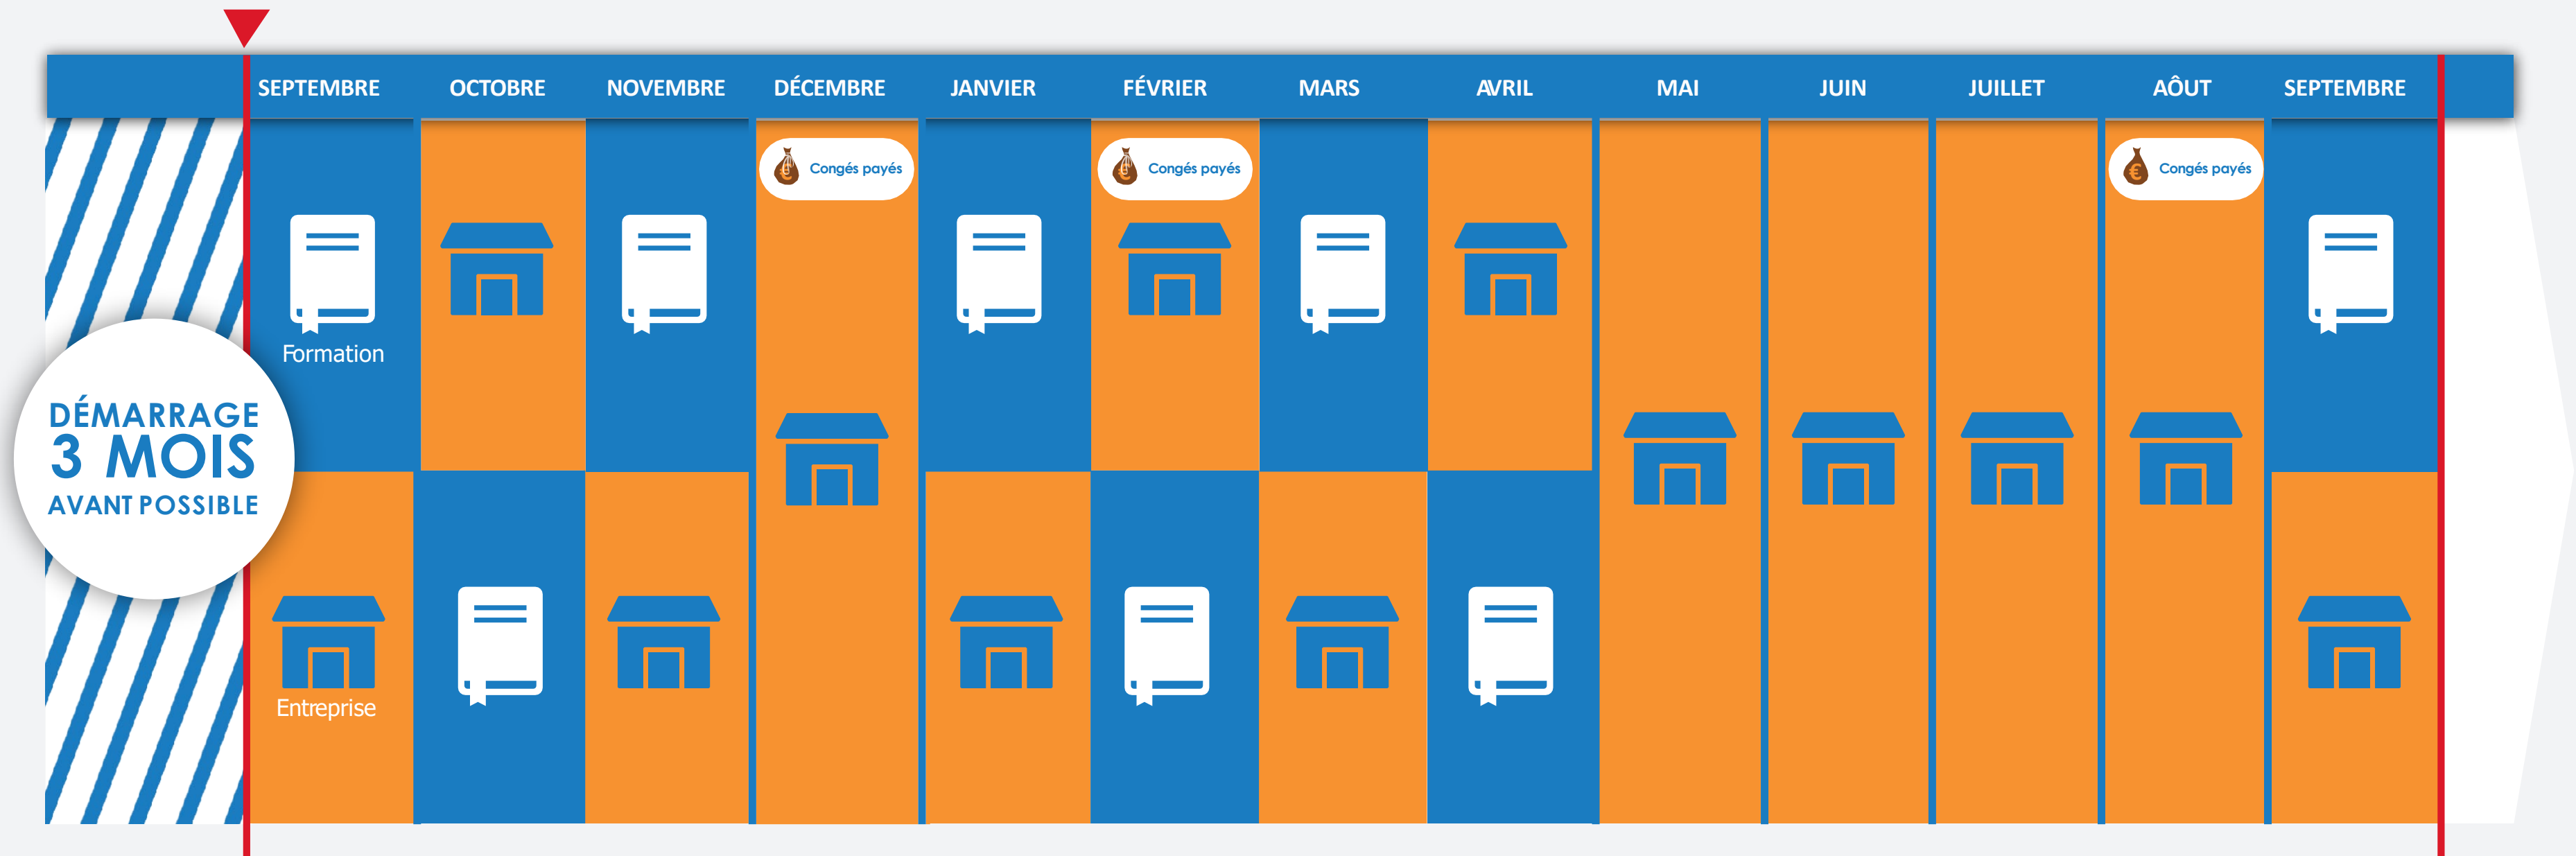 SEPTEMBRE OCTOBRE NOVEMBRE DÉCEMBRE JANVIER FÉVRIER MARS AVRIL MAI JUIN JUILLET AÔUT SEPTEMBRE
€ Congés payés
€ Congés payés
€ Congés payés
Formation
DÉMARRAGE
3 MOIS
AVANT POSSIBLE
Entreprise